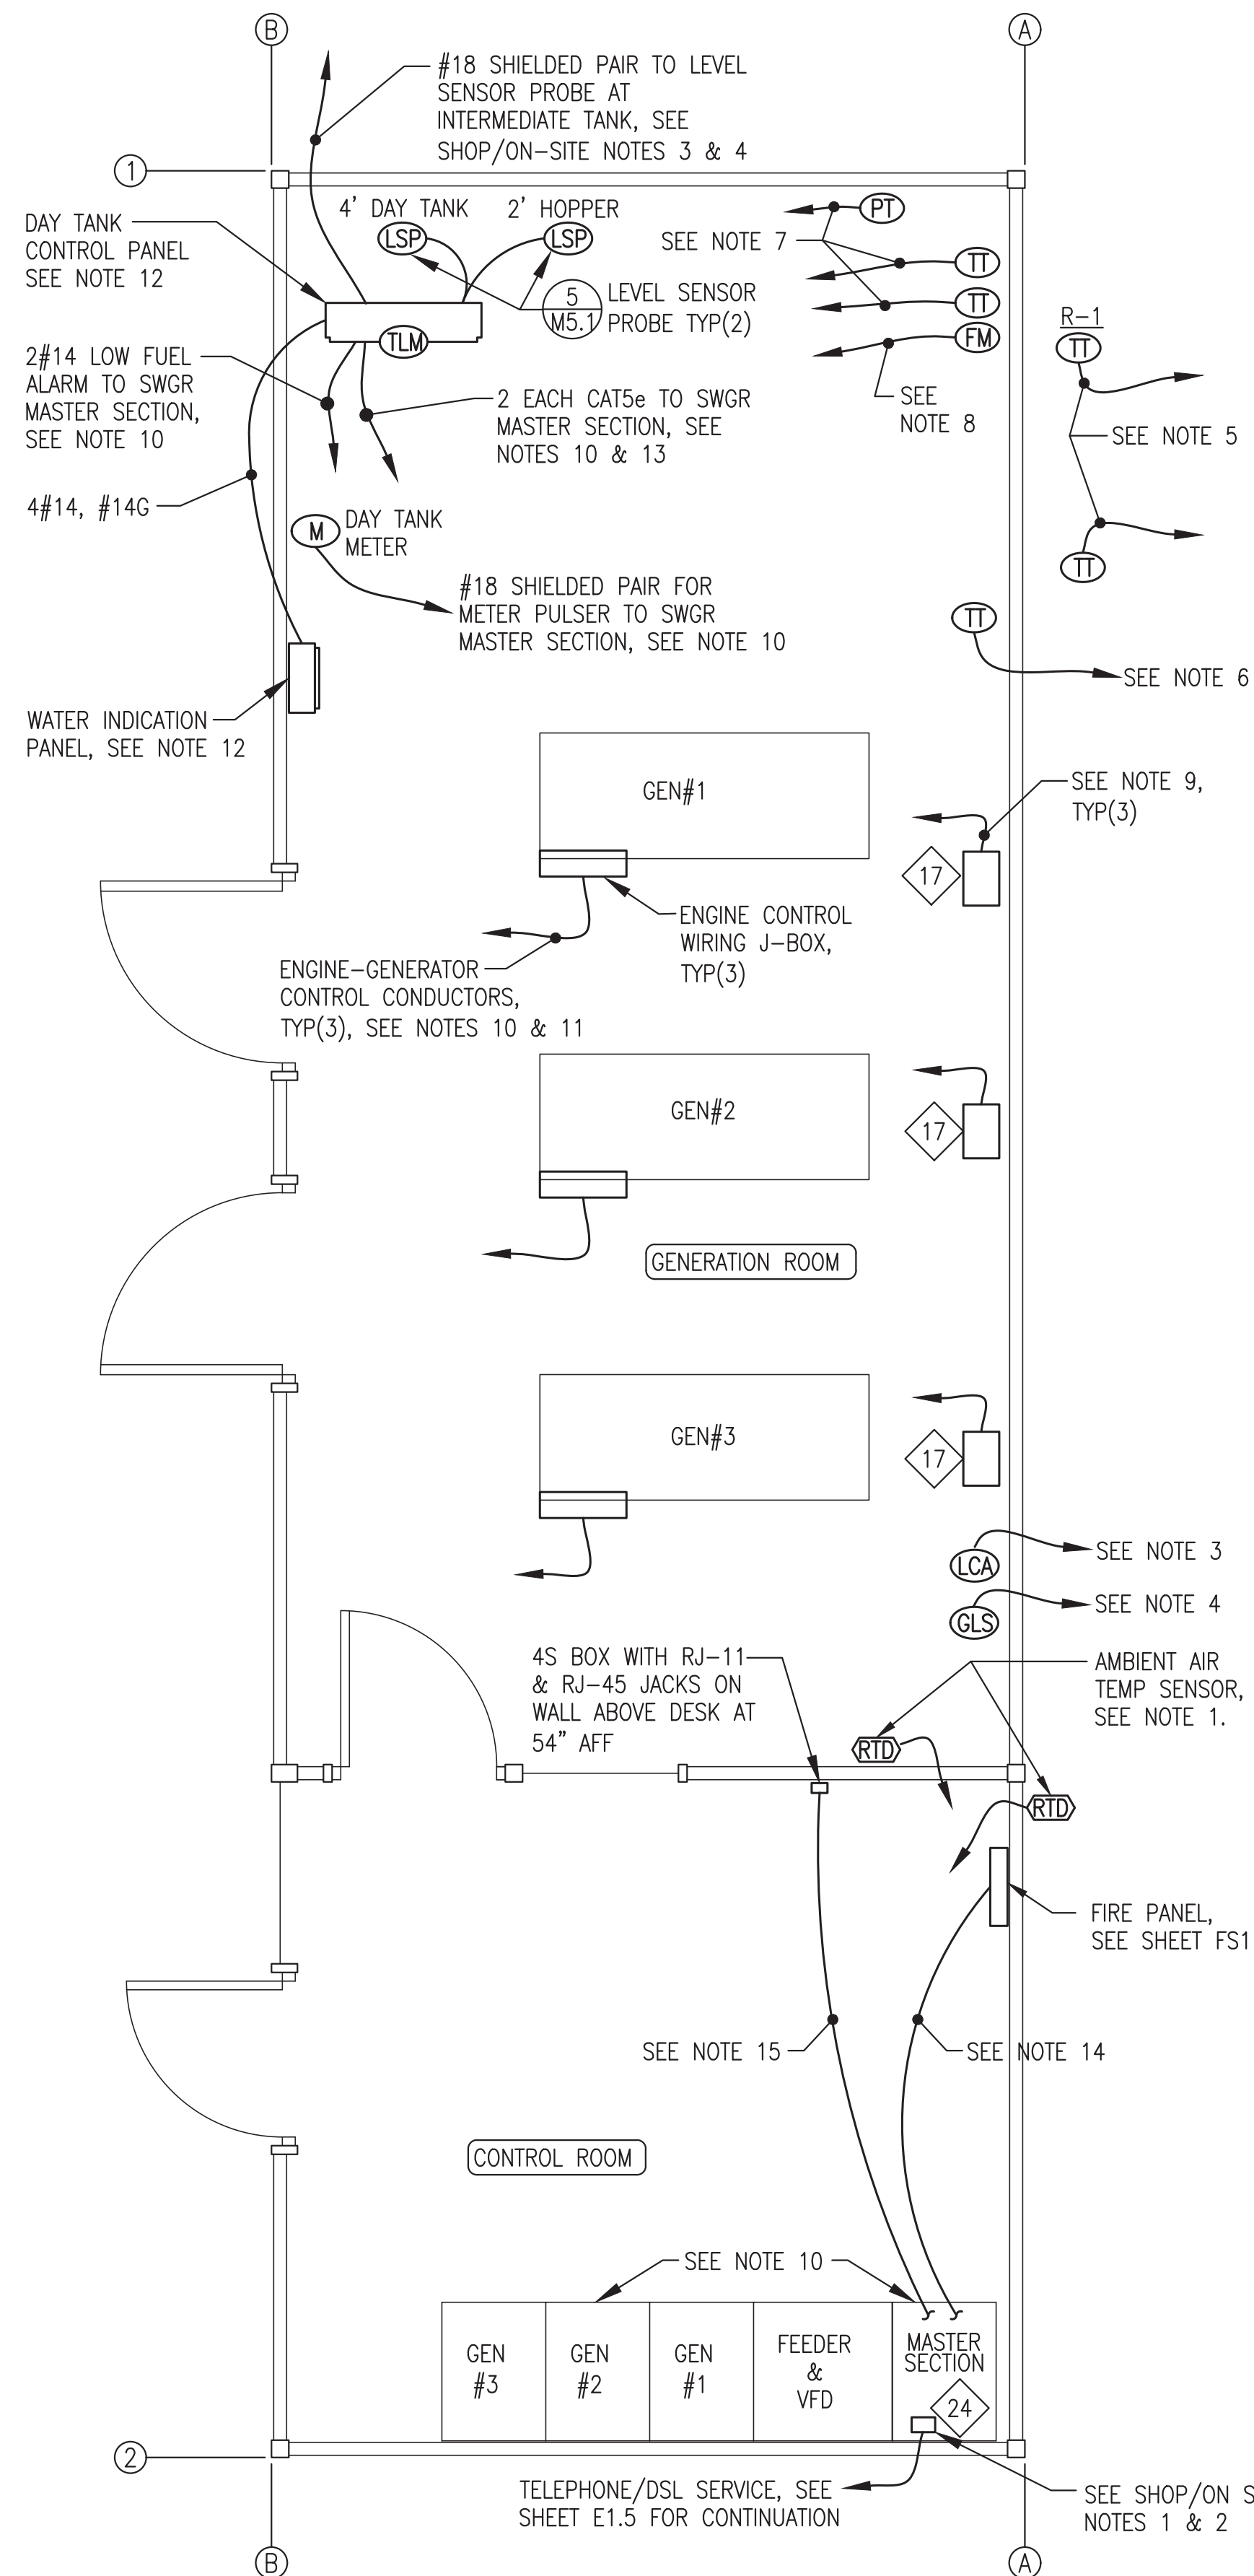 B
A
#18 SHIELDED PAIR TO LEVEL
SENSOR PROBE AT
INTERMEDIATE TANK, SEE
SHOP/ON-SITE NOTES 3 & 4
1
DAY TANK
CONTROL PANEL
SEE NOTE 12
4' DAY TANK
2' HOPPER
LSP
LSP
5
M5.1
LEVEL SENSOR
PROBE TYP(2)
TLM
PT
SEE NOTE 7
TT
TT
FM
SEE
NOTE 8
R-1
TT
SEE NOTE 5
TT
2#14 LOW FUEL
ALARM TO SWGR
MASTER SECTION,
SEE NOTE 10
2 EACH CAT5e TO SWGR
MASTER SECTION, SEE
NOTES 10 & 13
4#14, #14G
M
DAY TANK
METER
#18 SHIELDED PAIR FOR
METER PULSER TO SWGR
MASTER SECTION, SEE NOTE 10
TT
SEE NOTE 6
WATER INDICATION
PANEL, SEE NOTE 12
GEN#1
SEE NOTE 9,
TYP(3)
17
ENGINE CONTROL
WIRING J-BOX,
TYP(3)
ENGINE-GENERATOR
CONTROL CONDUCTORS,
TYP(3), SEE NOTES 10 & 11
GEN#2
17
GENERATION ROOM
GEN#3
17
LCA
SEE NOTE 3
GLS
SEE NOTE 4
4S BOX WITH RJ-11
& RJ-45 JACKS ON
WALL ABOVE DESK AT
54" AFF
AMBIENT AIR
TEMP SENSOR,
SEE NOTE 1.
RTD
RTD
FIRE PANEL,
SEE SHEET FS1
SEE NOTE 15
SEE NOTE 14
CONTROL ROOM
SEE NOTE 10
GEN
#3
GEN
#2
GEN
#1
FEEDER
&
VFD
MASTER
SECTION
24
2
TELEPHONE/DSL SERVICE, SEE
SHEET E1.5 FOR CONTINUATION
SEE SHOP/ON S
NOTES 1 & 2
B
A